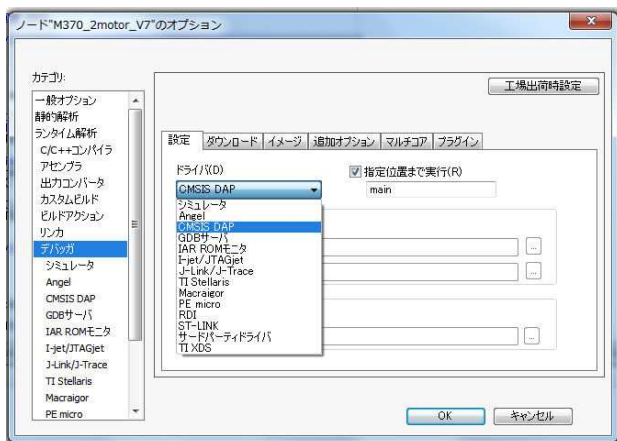 ノード"M370_2motor_V7"のオプション
カテゴリ:
一般オプション
静的解析
ランタイム解析
C/C++コンパイラ
アセンブラ
出力コンバータ
カスタムビルド
ビルドアクション
リンカ
デバッガ
シミュレータ
Angel
CMSIS DAP
GDBサーバ
IAR ROMモニタ
I-jet/JTAGjet
J-Link/J-Trace
TI Stellaris
Macraigor
PE micro
工場出荷時設定
設定 ダウンロード イメージ 追加オプション マルチコア プラグイン
ドライバ(D)
指定位置まで実行(R)
CMSIS DAP
main
シミュレータ
Angel
CMSIS DAP
GDBサーバ
IAR ROMモニタ
I-jet/JTAGjet
J-Link/J-Trace
TI Stellaris
Macraigor
PE micro
RDI
ST-LINK
サードパーティドライバ
TI XDS
...
...
...
OK キャンセル